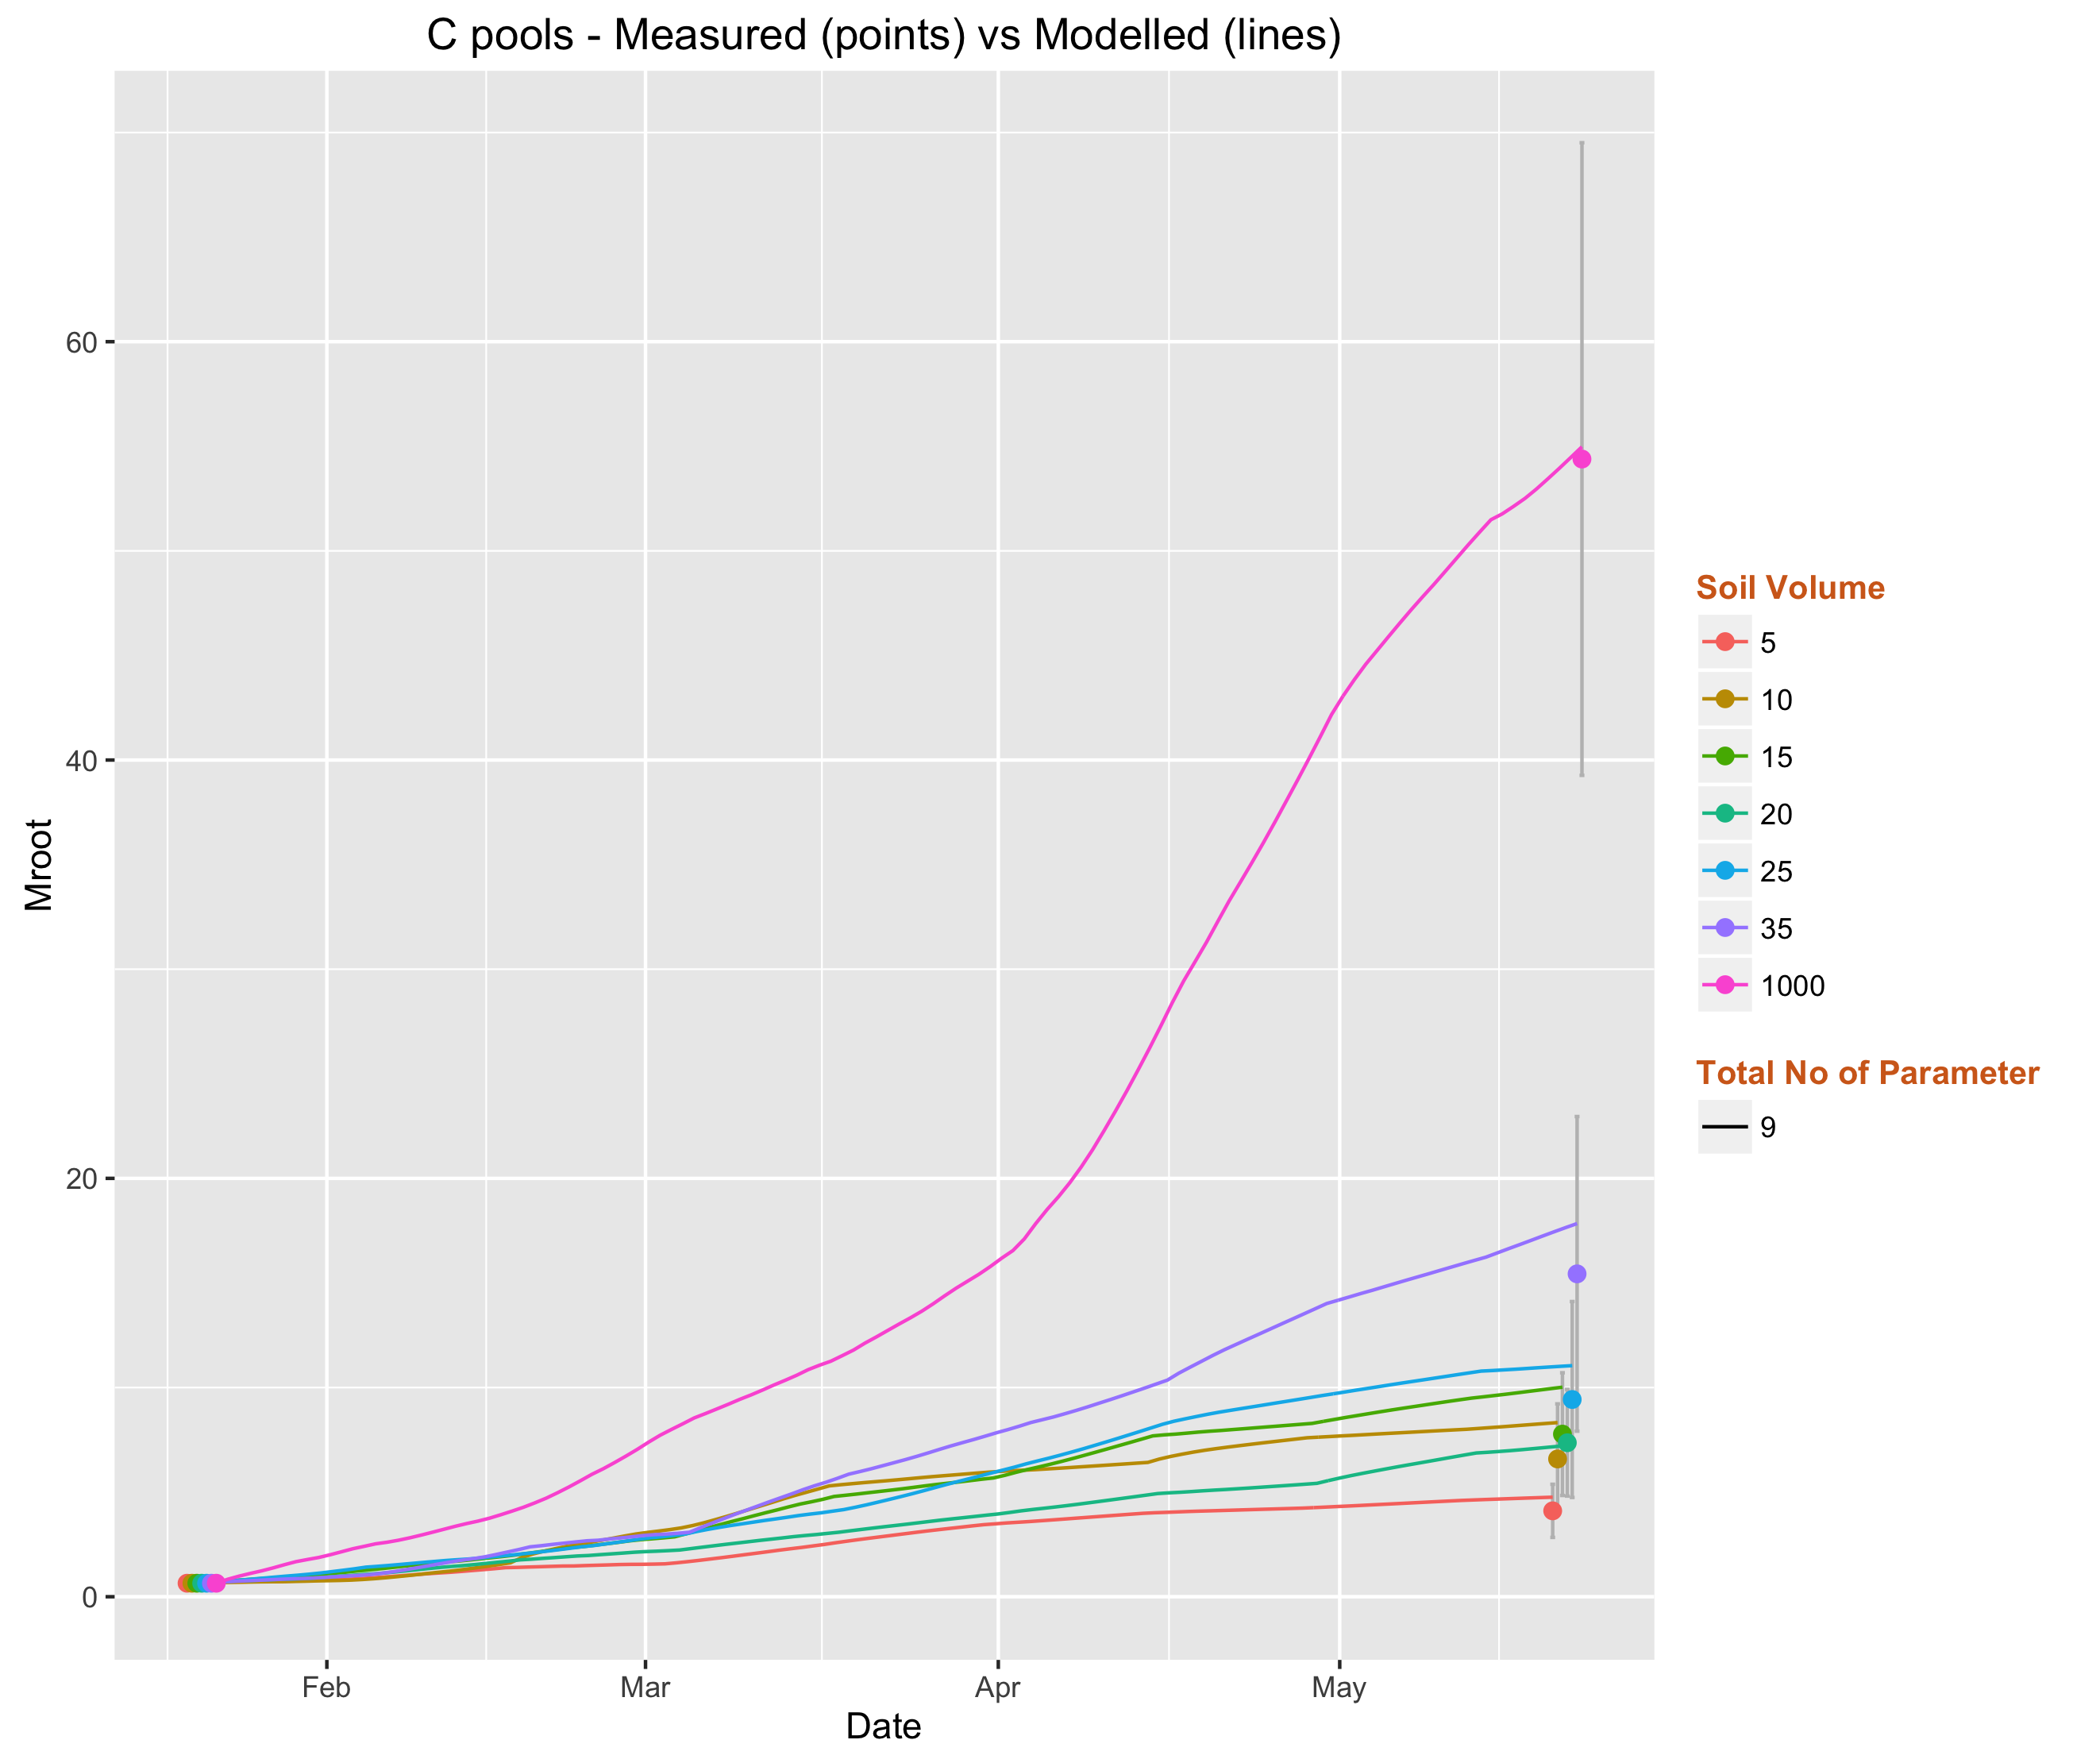 C pools - Measured (points) vs Modelled (lines)
Mroot
60
40
20
0
Feb Mar Apr May
Date
Soil Volume
5
10
15
20
25
35
1000
Total No of Parameter
9